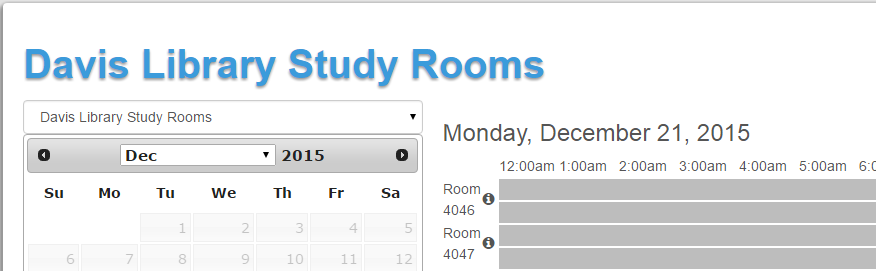 Davis Library Study Rooms
Davis Library Study Rooms
Dec 2015
Su Mo Tu We Th Fr Sa
1 2 3 4 5
6 7 8 9 10 11 12
Monday, December 21, 2015
12:00am 1:00am 2:00am 3:00am 4:00am 5:00am
Room
4046
Room
4047